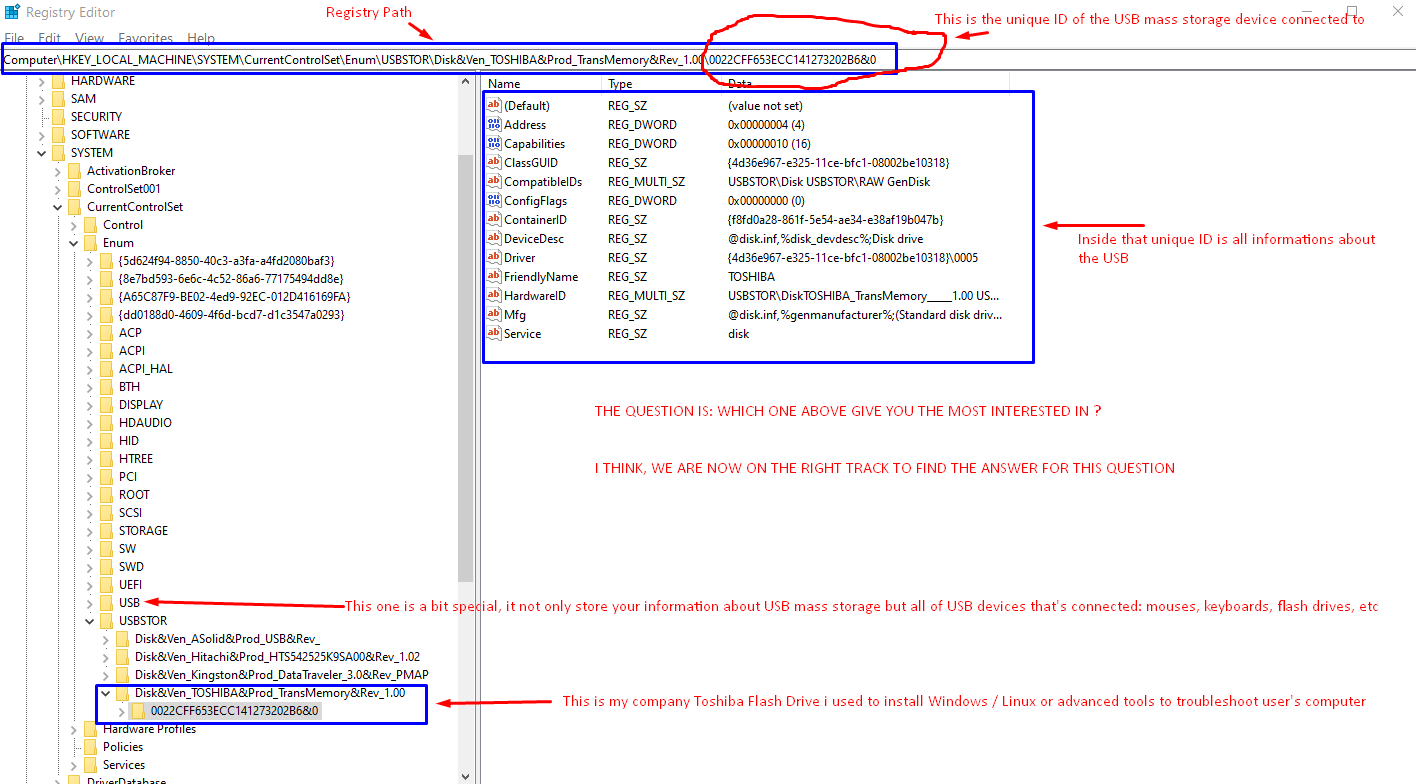 Registry Editor
Registry Path
This is the unique ID of the USB mass storage device connected to
File Edit View Favorites Help
Computer\HKEY_LOCAL_MACHINE\SYSTEM\CurrentControlSet\Enum\USBSTOR\Disk&Ven_TOSHIBA&Prod_TransMemory&Rev_1.00\0022CFF653ECC141273202B6&0
HARDWARE
SAM
SECURITY
SOFTWARE
SYSTEM
ActivationBroker
ControlSet001
CurrentControlSet
Control
Enum
{5d624f94-8850-40c3-a3fa-a4fd2080baf3}
{8e7bd593-6e6c-4c52-86a6-77175494dd8e}
{A65C87F9-BE02-4ed9-92EC-012D416169FA}
{dd0188d0-4609-4f6d-bcd7-d1c3547a0293}
ACP
ACPI
ACPI_HAL
BTH
DISPLAY
HDAUDIO
HID
HTREE
PCI
ROOT
SCSI
STORAGE
SW
SWD
UEFI
USB
USBSTOR
Disk&Ven_ASolid&Prod_USB&Rev_
Disk&Ven_Hitachi&Prod_HTS542525K9SA00&Rev_1.02
Disk&Ven_Kingston&Prod_DataTraveler_3.0&Rev_PMAP
Disk&Ven_TOSHIBA&Prod_TransMemory&Rev_1.00
0022CFF653ECC141273202B6&0
Hardware Profiles
Policies
Services
DriverDatabase
Name Type Data
(Default) REG_SZ (value not set)
Address REG_DWORD 0x00000004 (4)
Capabilities REG_DWORD 0x00000010 (16)
ClassGUID REG_SZ {4d36e967-e325-11ce-bfc1-08002be10318}
CompatibleIDs REG_MULTI_SZ USBSTOR\Disk USBSTOR\RAW GenDisk
ConfigFlags REG_DWORD 0x00000000 (0)
ContainerID REG_SZ {f8fd0a28-861f-5e54-ae34-e38af19b047b}
DeviceDesc REG_SZ @disk.inf,%disk_devdesc%;Disk drive
Driver REG_SZ {4d36e967-e325-11ce-bfc1-08002be10318}\0005
FriendlyName REG_SZ TOSHIBA
HardwareID REG_MULTI_SZ USBSTOR\DiskTOSHIBA_TransMemory_____1.00 US...
Mfg REG_SZ @disk.inf,%genmanufacturer%;(Standard disk driv...
Service REG_SZ disk
Inside that unique ID is all informations about
the USB
THE QUESTION IS: WHICH ONE ABOVE GIVE YOU THE MOST INTERESTED IN ?
I THINK, WE ARE NOW ON THE RIGHT TRACK TO FIND THE ANSWER FOR THIS QUESTION
This one is a bit special, it not only store your information about USB mass storage but all of USB devices that's connected: mouses, keyboards, flash drives, etc
This is my company Toshiba Flash Drive i used to install Windows / Linux or advanced tools to troubleshoot user's computer